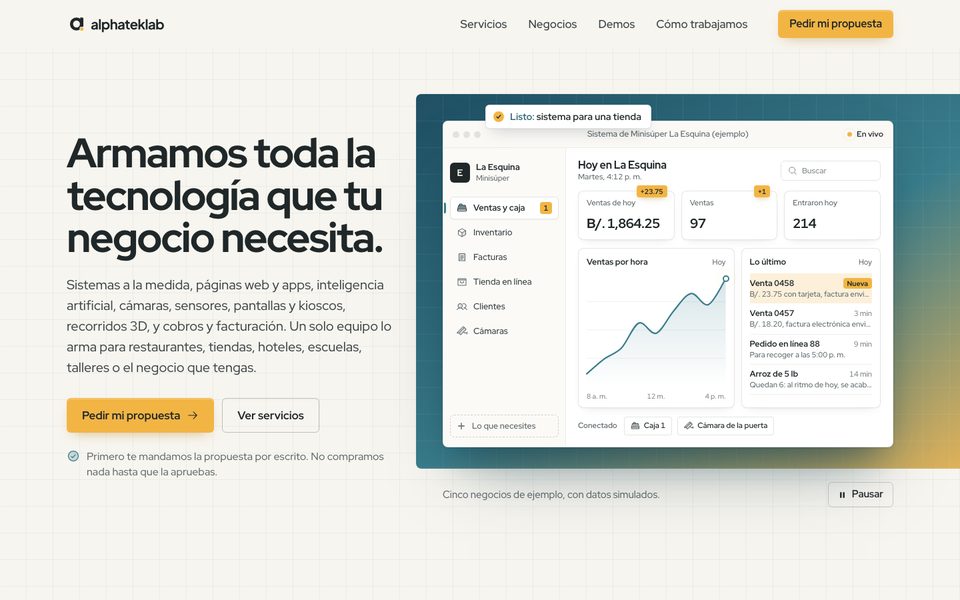 alphateklab
Servicios
Negocios
Demos
Cómo trabajamos
Pedir mi propuesta
Armamos toda la
tecnología que tu
negocio necesita.
Sistemas a la medida, páginas web y apps, inteligencia
artificial, cámaras, sensores, pantallas y kioscos,
recorridos 3D, y cobros y facturación. Un solo equipo lo
arma para restaurantes, tiendas, hoteles, escuelas,
talleres o el negocio que tengas.
Pedir mi propuesta
Ver servicios
Primero te mandamos la propuesta por escrito. No compramos
nada hasta que la apruebas.
Listo: sistema para una tienda
Sistema de Minisúper La Esquina (ejemplo)
En vivo
E
La Esquina
Minisúper
Ventas y caja
1
Inventario
Facturas
Tienda en línea
Clientes
Cámaras
Lo que necesites
Hoy en La Esquina
Martes, 4:12 p. m.
Buscar
+23.75
Ventas de hoy
B/. 1,864.25
+1
Ventas
97
Entraron hoy
214
Ventas por hora
Hoy
8 a. m.
12 m.
4 p. m.
Lo último
Hoy
Venta 0458
Nueva
B/. 23.75 con tarjeta, factura envi...
Venta 0457
3 min
B/. 18.20, factura electrónica envi...
Pedido en línea 88
9 min
Para recoger a las 5:00 p. m.
Arroz de 5 lb
14 min
Quedan 6: al ritmo de hoy, se acab...
Conectado
Caja 1
Cámara de la puerta
Cinco negocios de ejemplo, con datos simulados.
Pausar